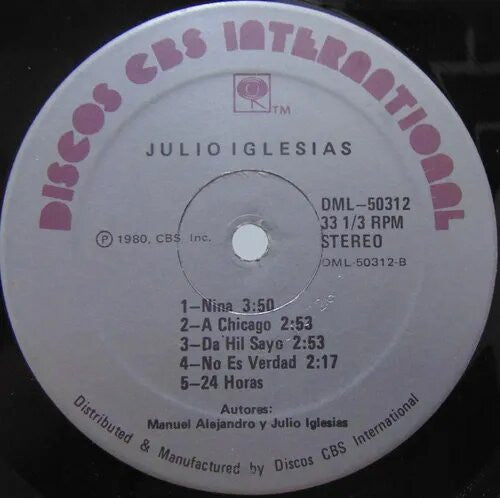 DISCOS CBS INTERNATIONAL
TM
JULIO IGLESIAS
DML-50312
33 1/3 RPM
Ⓟ 1980, CBS Inc.
STEREO
DML-50312-B
1-Nina 3:50
2-A Chicago 2:53
3-Da'Hil Sayo 2:53
4-No Es Verdad 2:17
5-24 Horas
Autores:
Manuel Alejandro y Julio Iglesias
Distributed & Manufactured by Discos CBS International